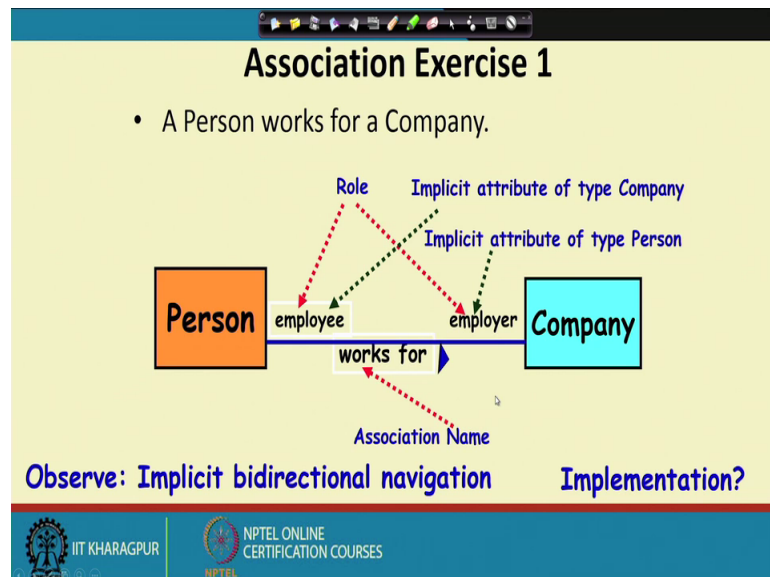 Association Exercise 1
• A Person works for a Company.
Role
Implicit attribute of type Company
Implicit attribute of type Person
Person
employee
employer
Company
works for
Association Name
Observe: Implicit bidirectional navigation
Implementation?
IIT KHARAGPUR
NPTEL ONLINE
CERTIFICATION COURSES
NPTEL